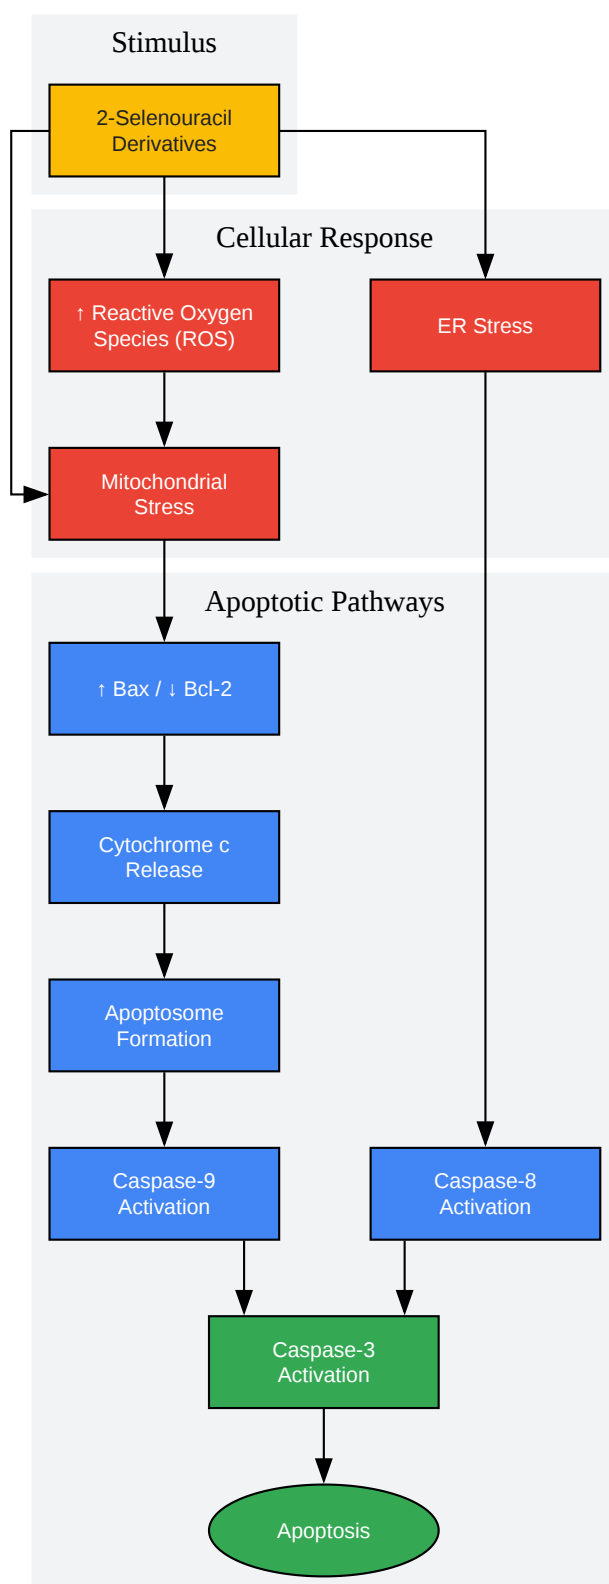 Stimulus
2-Selenouracil
Derivatives
Cellular Response
↑ Reactive Oxygen
Species (ROS)
ER Stress
Mitochondrial
Stress
Apoptotic Pathways
↑ Bax / ↓ Bcl-2
Cytochrome c
Release
Apoptosome
Formation
Caspase-9
Activation
Caspase-8
Activation
Caspase-3
Activation
Apoptosis